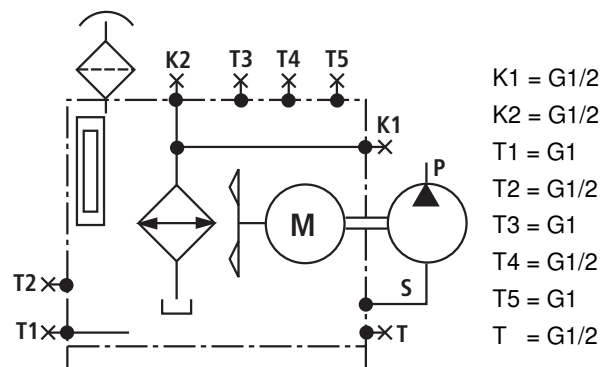 K2 T3 T4 T5
K1
P
M
S
T2
T1
T
K1 = G1/2
K2 = G1/2
T1 = G1
T2 = G1/2
T3 = G1
T4 = G1/2
T5 = G1
T = G1/2